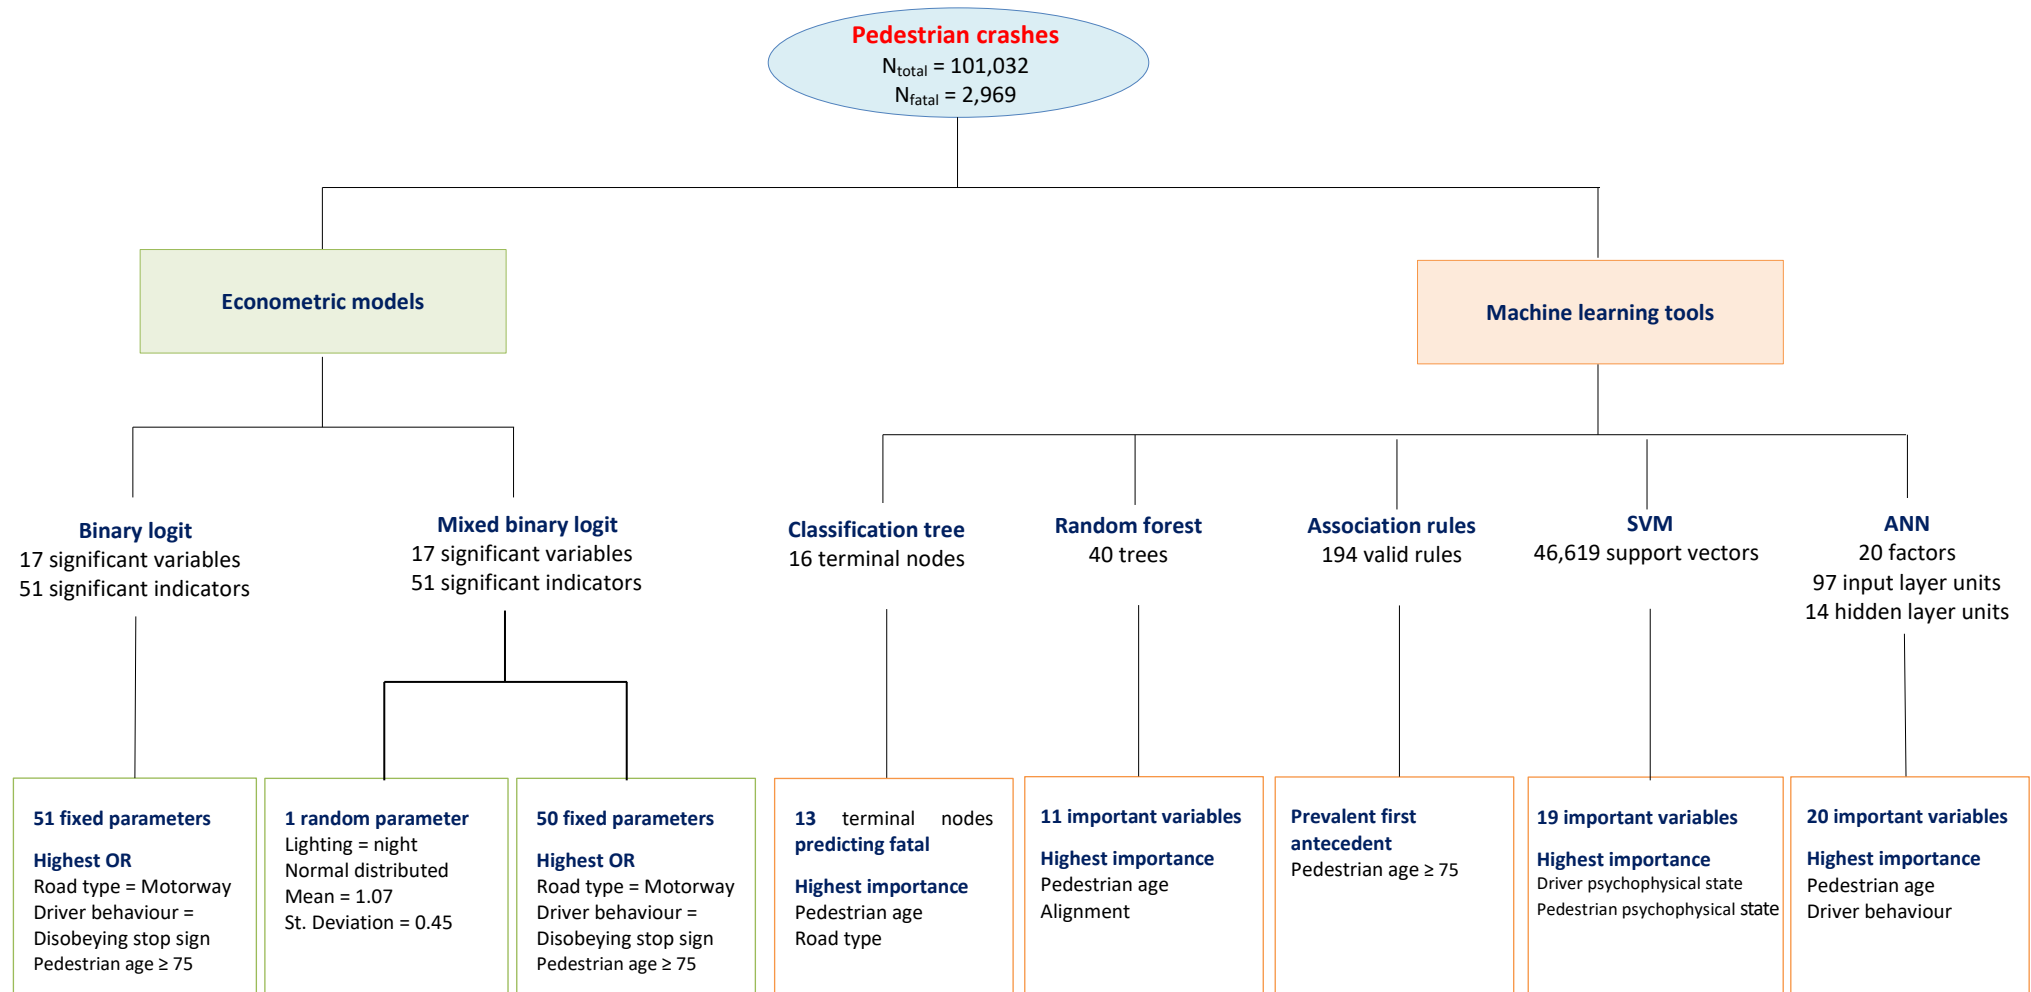 Pedestrian crashes
Ntotal = 101,032
Nfatal = 2,969
Econometric models
Machine learning tools
Binary logit
17 significant variables
51 significant indicators
Mixed binary logit
17 significant variables
51 significant indicators
Classification tree
16 terminal nodes
Random forest
40 trees
Association rules
194 valid rules
SVM
46,619 support vectors
ANN
20 factors
97 input layer units
14 hidden layer units
51 fixed parameters
Highest OR
Road type = Motorway
Driver behaviour =
Disobeying stop sign
Pedestrian age ≥ 75
1 random parameter
Lighting = night
Normal distributed
Mean = 1.07
St. Deviation = 0.45
50 fixed parameters
Highest OR
Road type = Motorway
Driver behaviour =
Disobeying stop sign
Pedestrian age ≥ 75
13 terminal nodes
predicting fatal
Highest importance
Pedestrian age
Road type
11 important variables
Highest importance
Pedestrian age
Alignment
Prevalent first
antecedent
Pedestrian age ≥ 75
19 important variables
Highest importance
Driver psychophysical state
Pedestrian psychophysical state
20 important variables
Highest importance
Pedestrian age
Driver behaviour